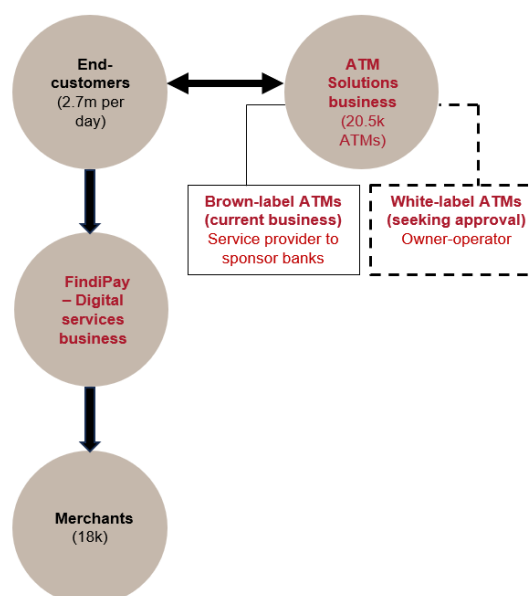 End-
customers
(2.7m per
day)
ATM
Solutions
business
(20.5k
ATMs)
Brown-label ATMs
(current business)
Service provider to
sponsor banks
White-label ATMs
(seeking approval)
Owner-operator
FindiPay
– Digital
services
business
Merchants
(18k)